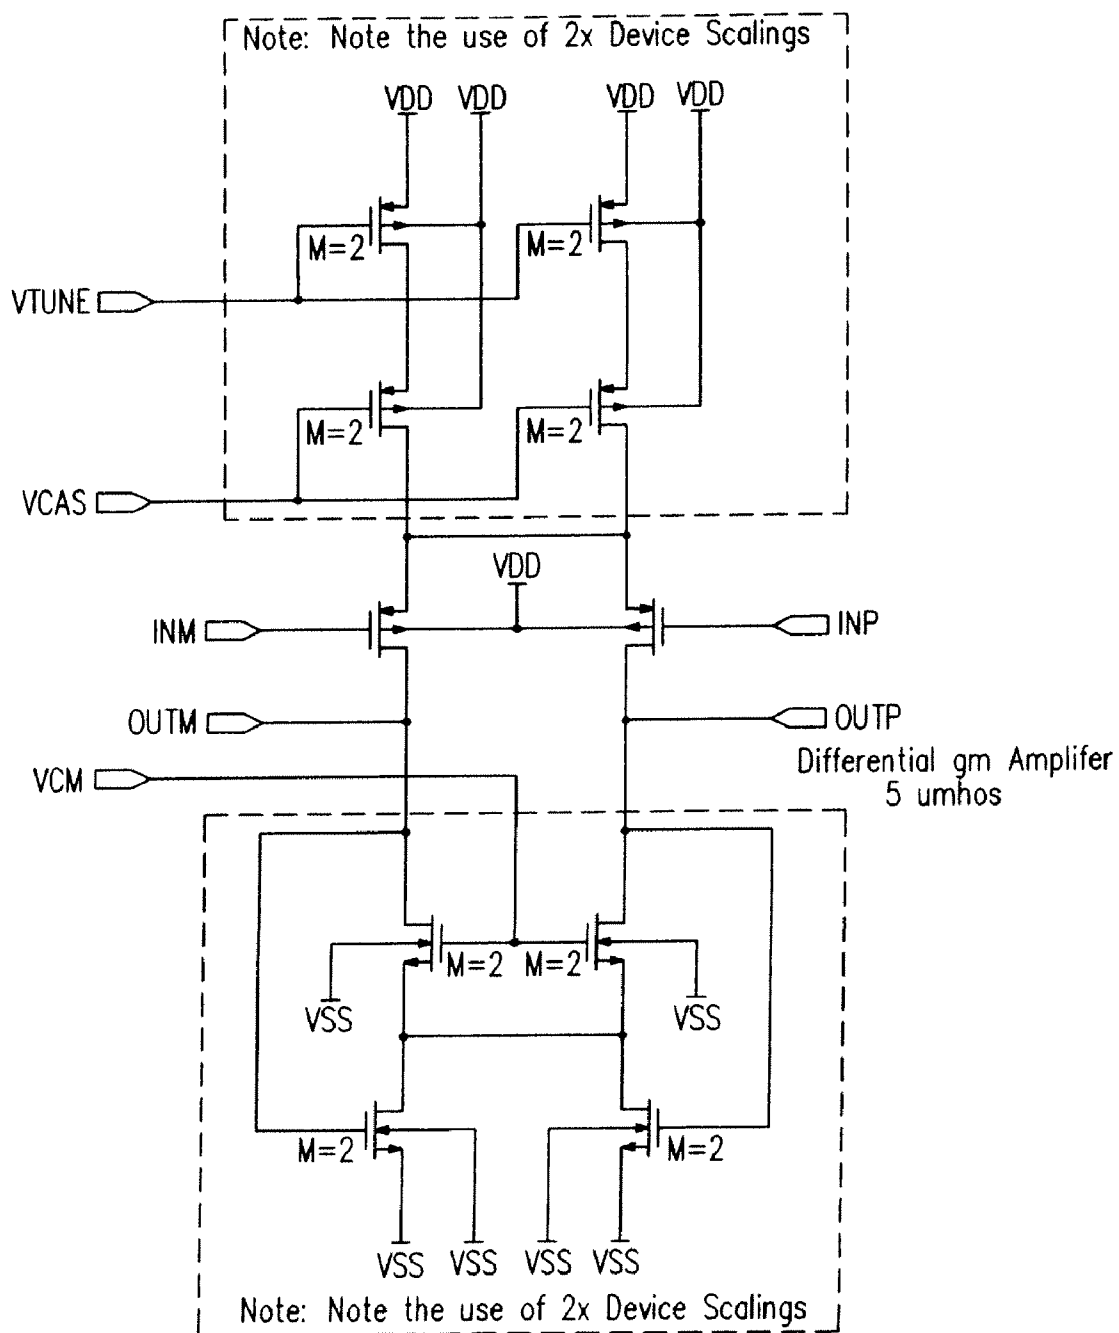 Note: Note the use of 2x Device Scalings
VDD VDD VDD VDD
M=2 M=2
VTUNE
M=2 M=2
VCAS
VDD
INM INP
OUTM OUTP
VCM
Differential gm Amplifer
5 umhos
M=2 M=2
VSS VSS
M=2 M=2
VSS VSS VSS VSS
Note: Note the use of 2x Device Scalings